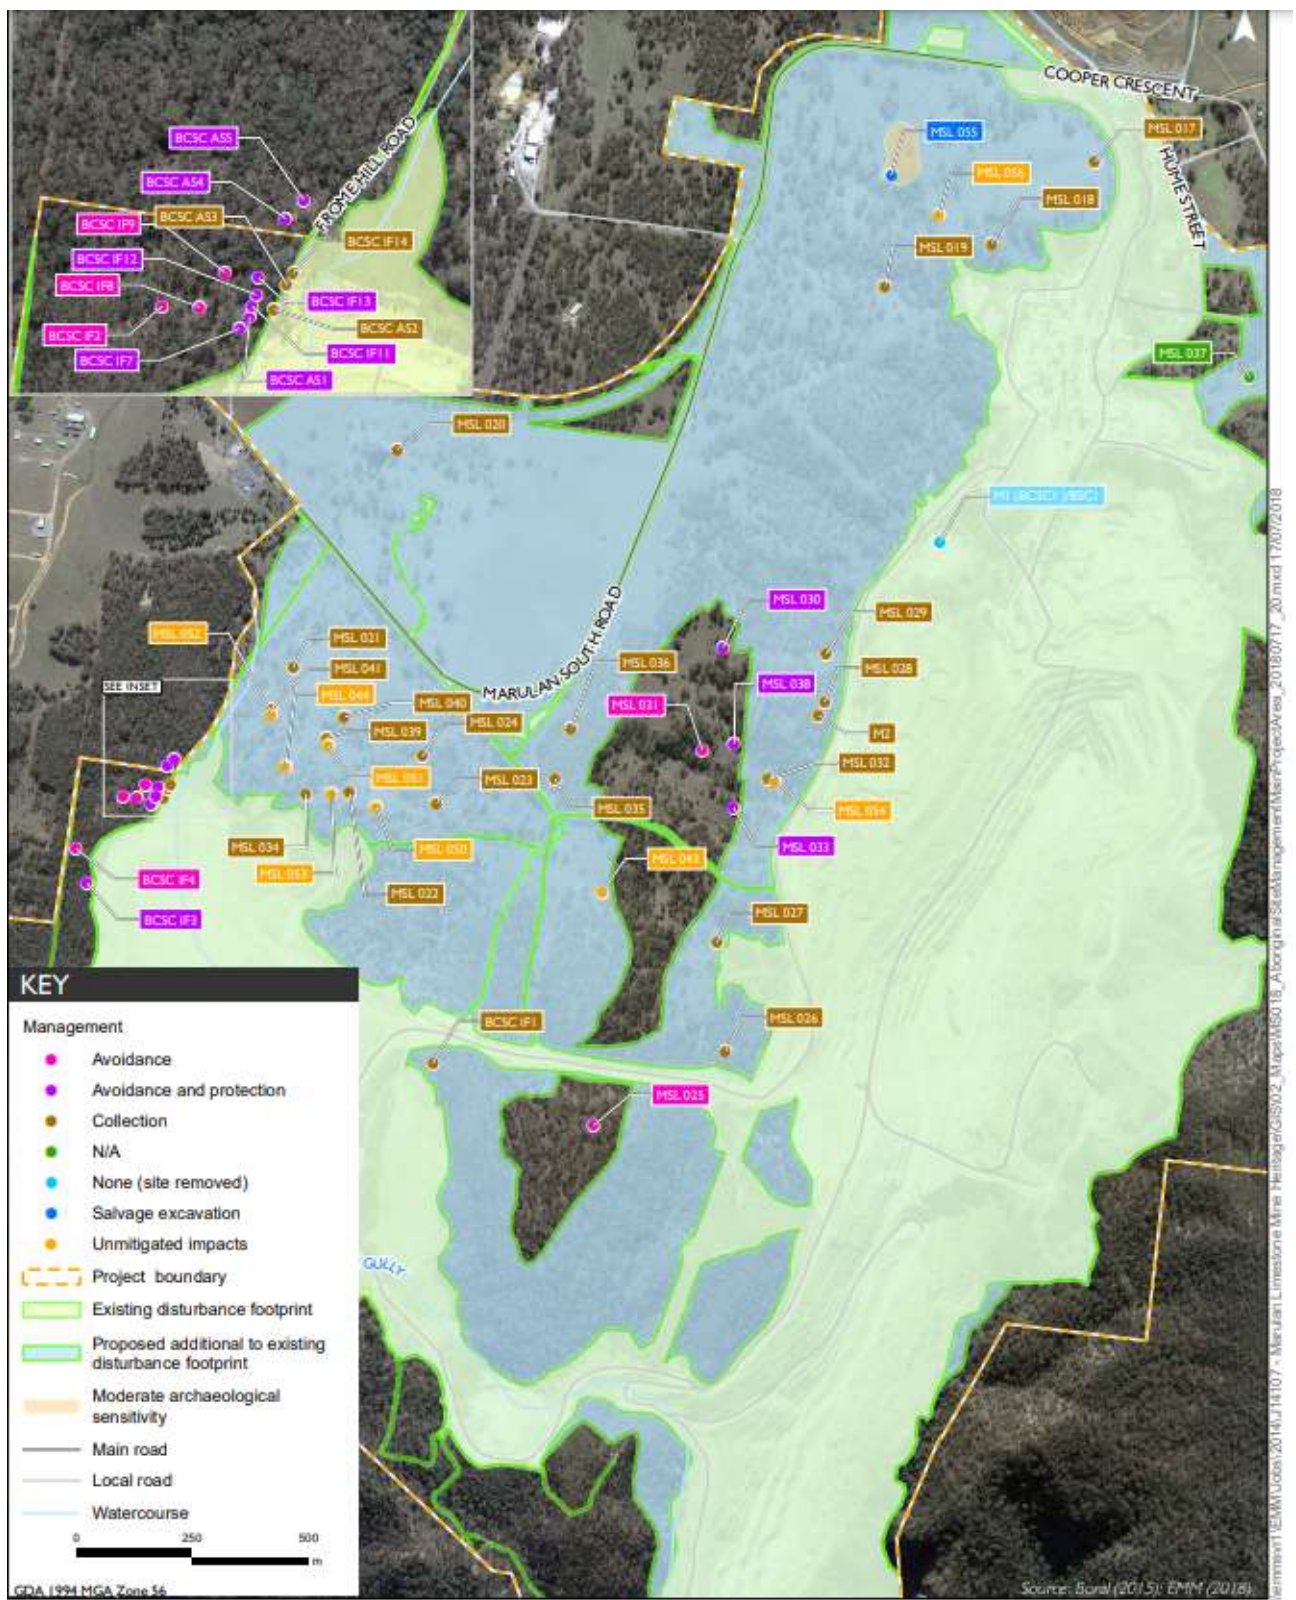 COOPER CRESCENT
HUME STREET
FROME HILL ROAD
MARULAN SOUTH ROAD
BCSC AS5
BCSC AS4
BCSC IF9
BCSC AS3
BCSC IF14
BCSC IF12
BCSC IF8
BCSC IF13
BCSC IF2
BCSC AS2
BCSC IF7
BCSC IF11
BCSC AS1
MSL 055
MSL 017
MSL 056
MSL 018
MSL 019
MSL 037
MSL 020
MSL 030
MSL 029
MSL 052
MSL 021
MSL 041
MSL 036
MSL 028
SEE INSET
MSL 038
MSL 031
MSL 040
MSL 024
MSL 039
M2
MSL 032
MSL 023
MSL 035
MSL 034
MSL 050
MSL 033
MSL 053
MSL 022
BCSC IF4
BCSC IF3
MSL 027
BCSC IF1
MSL 026
MSL 025
GULLY
KEY
Management
Avoidance
Avoidance and protection
Collection
N/A
None (site removed)
Salvage excavation
Unmitigated impacts
Project boundary
Existing disturbance footprint
Proposed additional to existing
disturbance footprint
Moderate archaeological
sensitivity
Main road
Local road
Watercourse
0 250 500
m
GDA 1994 MGA Zone 56
Source: Boral (2015); EMM (2018)